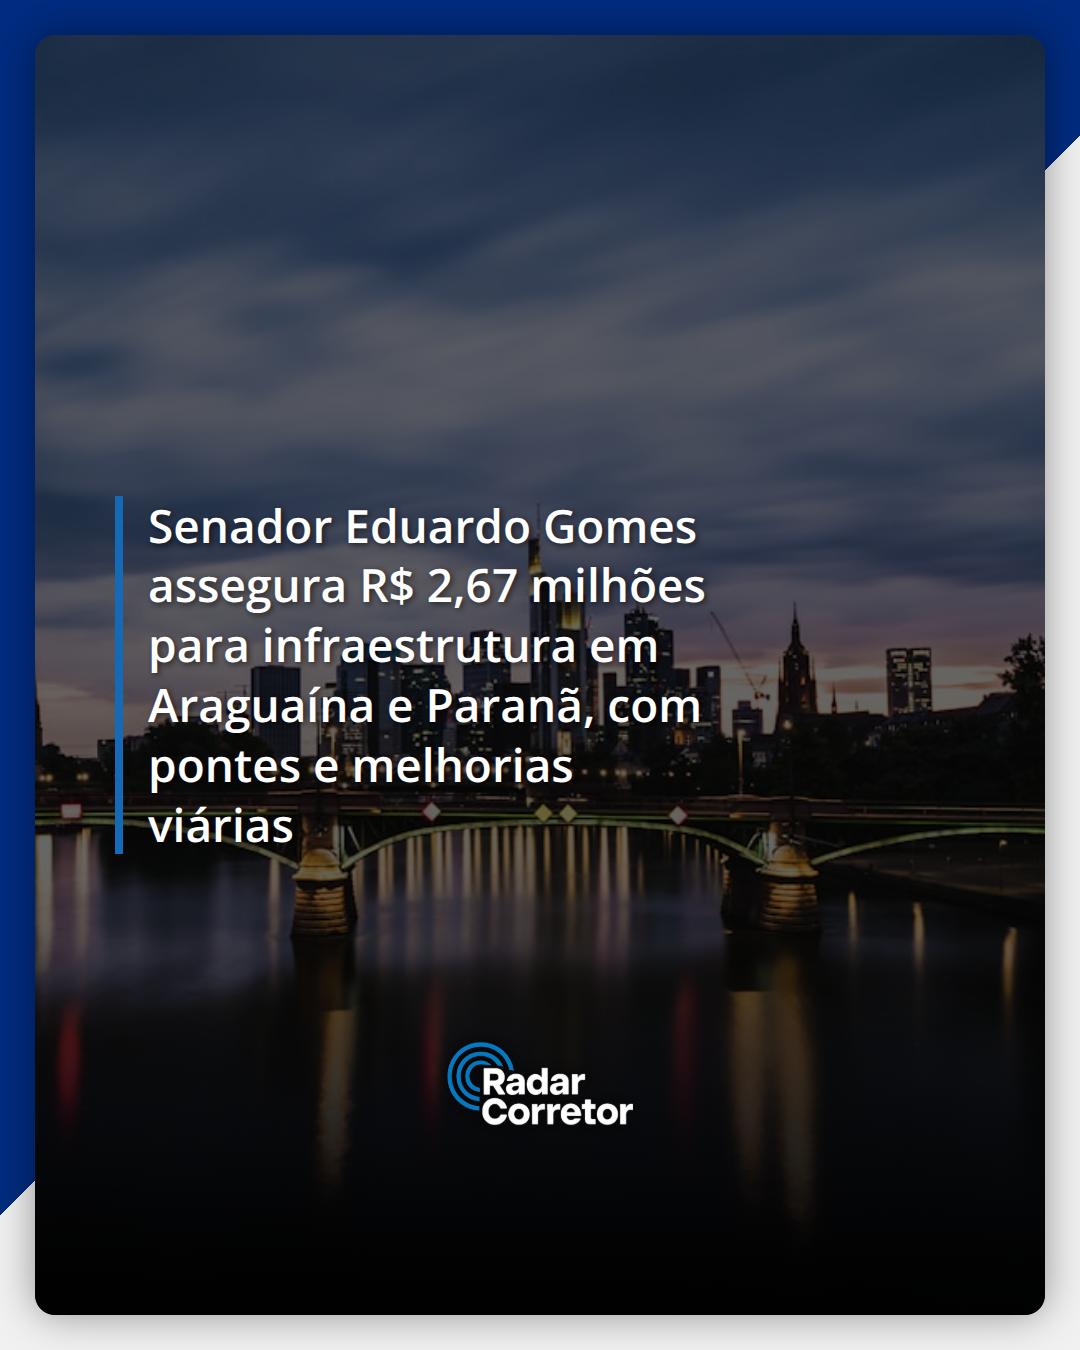 Senador Eduardo Gomes
assegura R$ 2,67 milhões
para infraestrutura em
Araguaína e Paranã, com
pontes e melhorias
viárias
Radar
Corretor